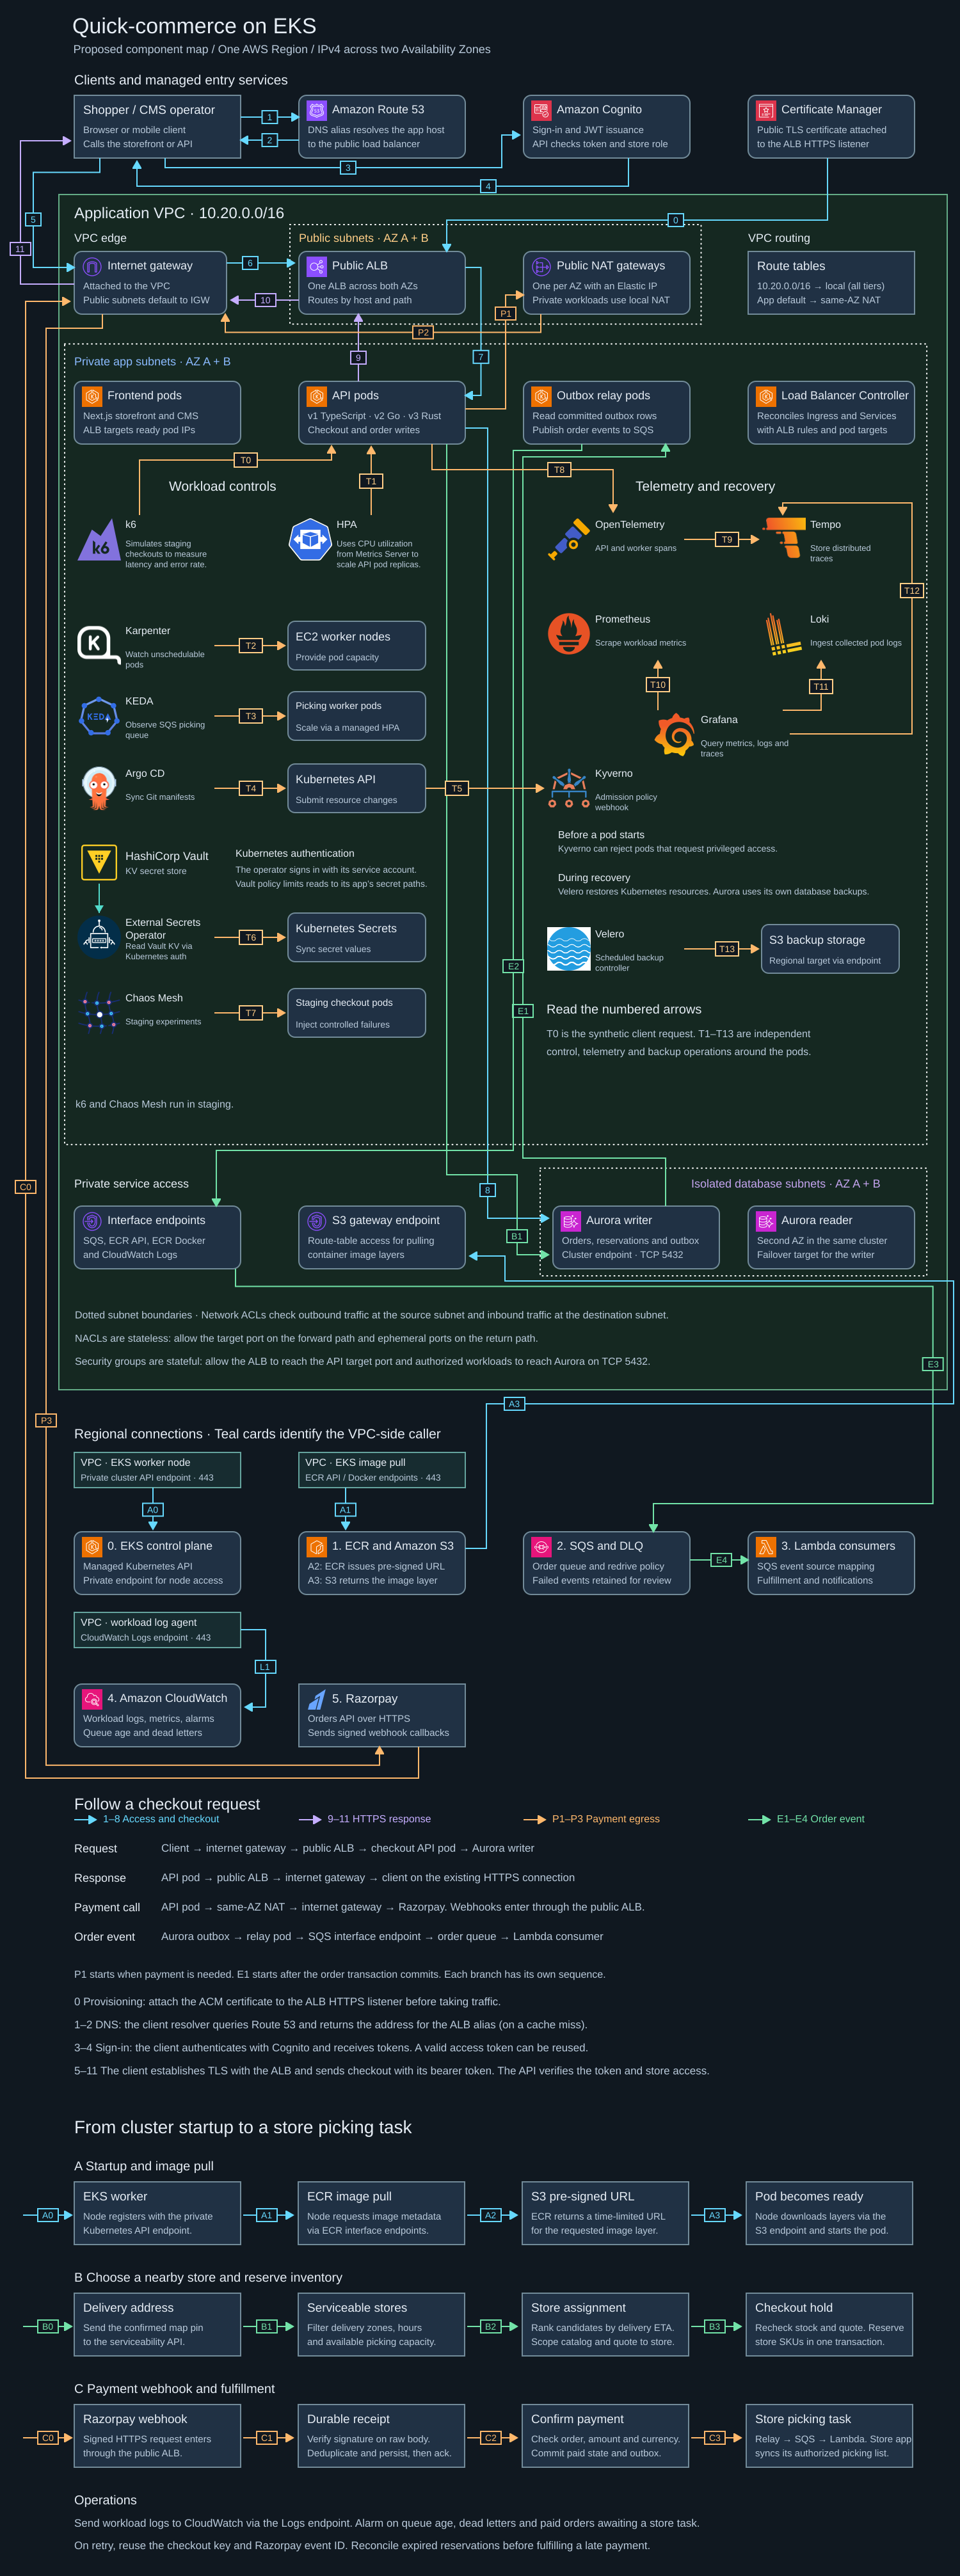 Quick-commerce on EKS
Proposed component map / One AWS Region / IPv4 across two Availability Zones
Clients and managed entry services
Shopper / CMS operator
Browser or mobile client
Calls the storefront or API
1
2
Amazon Route 53
DNS alias resolves the app host
to the public load balancer
Amazon Cognito
Sign-in and JWT issuance
API checks token and store role
Certificate Manager
Public TLS certificate attached
to the ALB HTTPS listener
3
4
5
11
0
Application VPC · 10.20.0.0/16
VPC edge
Public subnets · AZ A + B
VPC routing
Internet gateway
Attached to the VPC
Public subnets default to IGW
6
10
Public ALB
One ALB across both AZs
Routes by host and path
Public NAT gateways
One per AZ with an Elastic IP
Private workloads use local NAT
Route tables
10.20.0.0/16 → local (all tiers)
App default → same-AZ NAT
P1
P2
9
7
Private app subnets · AZ A + B
Frontend pods
Next.js storefront and CMS
ALB targets ready pod IPs
API pods
v1 TypeScript · v2 Go · v3 Rust
Checkout and order writes
Outbox relay pods
Read committed outbox rows
Publish order events to SQS
Load Balancer Controller
Reconciles Ingress and Services
with ALB rules and pod targets
T0
T1
T8
Workload controls
Telemetry and recovery
k6
k6
Simulates staging
checkouts to measure
latency and error rate.
HPA
Uses CPU utilization
from Metrics Server to
scale API pod replicas.
OpenTelemetry
API and worker spans
T9
Tempo
Store distributed
traces
T12
Karpenter
Watch unschedulable
pods
T2
EC2 worker nodes
Provide pod capacity
Prometheus
Scrape workload metrics
Loki
Ingest collected pod logs
T10
T11
KEDA
KEDA
Observe SQS picking
queue
T3
Picking worker pods
Scale via a managed HPA
Grafana
Query metrics, logs and
traces
Argo CD
Sync Git manifests
T4
Kubernetes API
Submit resource changes
T5
Kyverno
Admission policy
webhook
HashiCorp Vault
KV secret store
Kubernetes authentication
The operator signs in with its service account.
Vault policy limits reads to its app's secret paths.
Before a pod starts
Kyverno can reject pods that request privileged access.
During recovery
Velero restores Kubernetes resources. Aurora uses its own database backups.
External Secrets
Operator
Read Vault KV via
Kubernetes auth
T6
Kubernetes Secrets
Sync secret values
Velero
Scheduled backup
controller
T13
S3 backup storage
Regional target via endpoint
E2
E1
Chaos Mesh
Staging experiments
T7
Staging checkout pods
Inject controlled failures
Read the numbered arrows
T0 is the synthetic client request. T1–T13 are independent
control, telemetry and backup operations around the pods.
k6 and Chaos Mesh run in staging.
C0
Private service access
8
Isolated database subnets · AZ A + B
Interface endpoints
SQS, ECR API, ECR Docker
and CloudWatch Logs
S3 gateway endpoint
Route-table access for pulling
container image layers
B1
Aurora writer
Orders, reservations and outbox
Cluster endpoint · TCP 5432
Aurora reader
Second AZ in the same cluster
Failover target for the writer
Dotted subnet boundaries · Network ACLs check outbound traffic at the source subnet and inbound traffic at the destination subnet.
NACLs are stateless: allow the target port on the forward path and ephemeral ports on the return path.
Security groups are stateful: allow the ALB to reach the API target port and authorized workloads to reach Aurora on TCP 5432.
E3
A3
P3
Regional connections · Teal cards identify the VPC-side caller
VPC · EKS worker node
Private cluster API endpoint · 443
VPC · EKS image pull
ECR API / Docker endpoints · 443
A0
A1
0. EKS control plane
Managed Kubernetes API
Private endpoint for node access
1. ECR and Amazon S3
A2: ECR issues pre-signed URL
A3: S3 returns the image layer
2. SQS and DLQ
Order queue and redrive policy
Failed events retained for review
E4
3. Lambda consumers
SQS event source mapping
Fulfillment and notifications
VPC · workload log agent
CloudWatch Logs endpoint · 443
L1
4. Amazon CloudWatch
Workload logs, metrics, alarms
Queue age and dead letters
5. Razorpay
Orders API over HTTPS
Sends signed webhook callbacks
Follow a checkout request
1–8 Access and checkout
9–11 HTTPS response
P1–P3 Payment egress
E1–E4 Order event
Request
Client → internet gateway → public ALB → checkout API pod → Aurora writer
Response
API pod → public ALB → internet gateway → client on the existing HTTPS connection
Payment call
API pod → same-AZ NAT → internet gateway → Razorpay. Webhooks enter through the public ALB.
Order event
Aurora outbox → relay pod → SQS interface endpoint → order queue → Lambda consumer
P1 starts when payment is needed. E1 starts after the order transaction commits. Each branch has its own sequence.
0 Provisioning: attach the ACM certificate to the ALB HTTPS listener before taking traffic.
1–2 DNS: the client resolver queries Route 53 and returns the address for the ALB alias (on a cache miss).
3–4 Sign-in: the client authenticates with Cognito and receives tokens. A valid access token can be reused.
5–11 The client establishes TLS with the ALB and sends checkout with its bearer token. The API verifies the token and store access.
From cluster startup to a store picking task
A Startup and image pull
A0
EKS worker
Node registers with the private
Kubernetes API endpoint.
A1
ECR image pull
Node requests image metadata
via ECR interface endpoints.
A2
S3 pre-signed URL
ECR returns a time-limited URL
for the requested image layer.
A3
Pod becomes ready
Node downloads layers via the
S3 endpoint and starts the pod.
B Choose a nearby store and reserve inventory
B0
Delivery address
Send the confirmed map pin
to the serviceability API.
B1
Serviceable stores
Filter delivery zones, hours
and available picking capacity.
B2
Store assignment
Rank candidates by delivery ETA.
Scope catalog and quote to store.
B3
Checkout hold
Recheck stock and quote. Reserve
store SKUs in one transaction.
C Payment webhook and fulfillment
C0
Razorpay webhook
Signed HTTPS request enters
through the public ALB.
C1
Durable receipt
Verify signature on raw body.
Deduplicate and persist, then ack.
C2
Confirm payment
Check order, amount and currency.
Commit paid state and outbox.
C3
Store picking task
Relay → SQS → Lambda. Store app
syncs its authorized picking list.
Operations
Send workload logs to CloudWatch via the Logs endpoint. Alarm on queue age, dead letters and paid orders awaiting a store task.
On retry, reuse the checkout key and Razorpay event ID. Reconcile expired reservations before fulfilling a late payment.